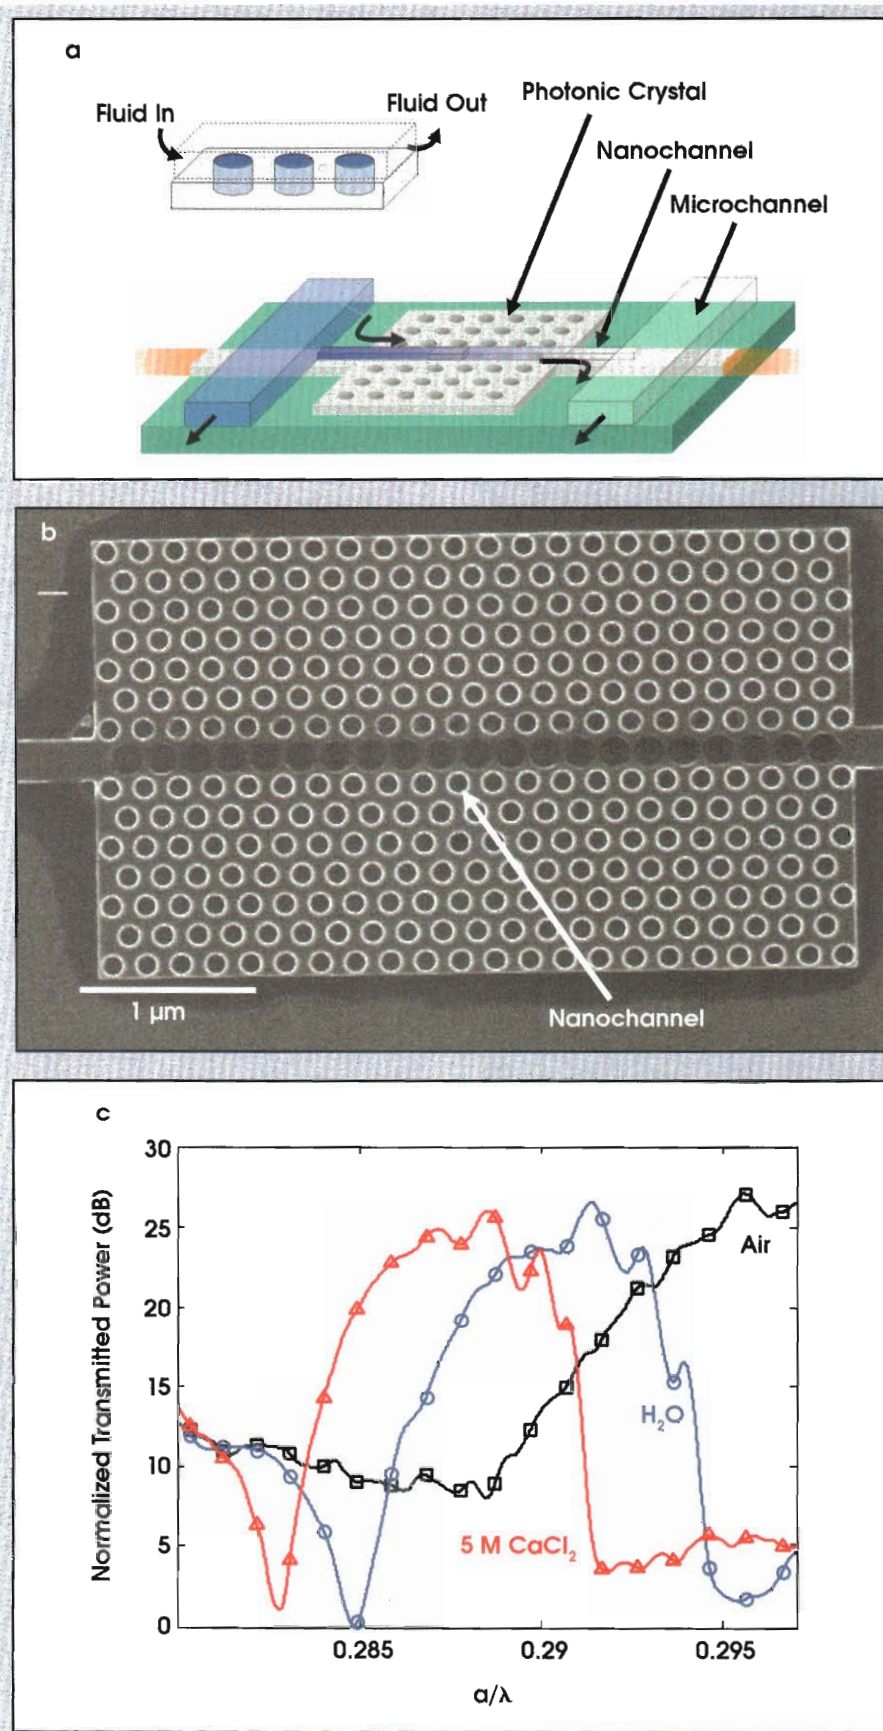 a
Fluid In
Fluid Out
Photonic Crystal
Nanochannel
Microchannel
b
1 μm
Nanochannel
c
Normalized Transmitted Power (dB)
30
25
20
15
10
5
0
Air
H₂O
5 M CaCl₂
0.285
0.29
0.295
a/λ